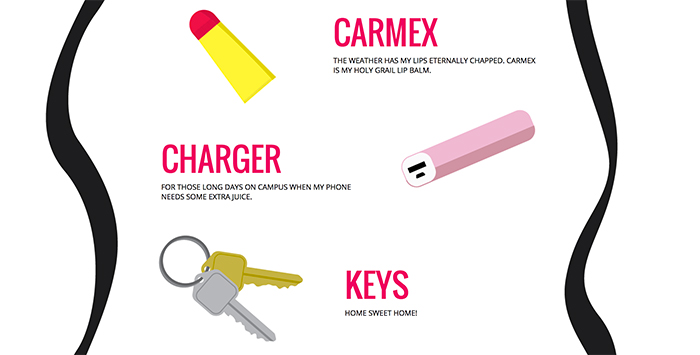 CARMEX
THE WEATHER HAS MY LIPS ETERNALLY CHAPPED. CARMEX
IS MY HOLY GRAIL LIP BALM.
CHARGER
FOR THOSE LONG DAYS ON CAMPUS WHEN MY PHONE
NEEDS SOME EXTRA JUICE.
KEYS
HOME SWEET HOME!